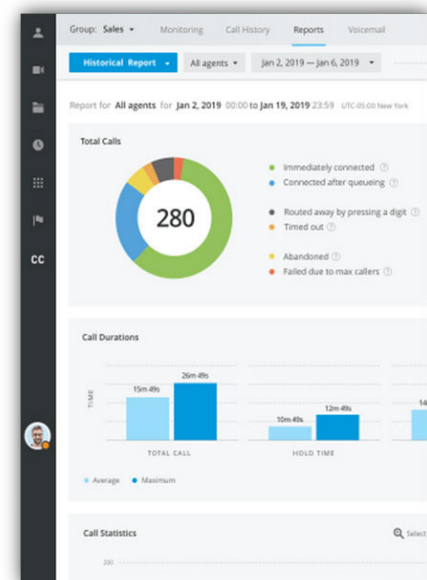 Group: Sales Monitoring Call History Reports Voicemail
Historical Report All agents Jan 2, 2019 — Jan 6, 2019
Report for All agents for Jan 2, 2019 00:00 to Jan 19, 2019 23:59 UTC-05:00 New York
Total Calls
280
Immediately connected
Connected after queueing
Routed away by pressing a digit
Timed out
Abandoned
Failed due to max callers
CC
Call Durations
TIME
15m 49s 26m 49s 10m 49s 12m 49s 14
TOTAL CALL HOLD TIME
Average Maximum
Call Statistics Select
200